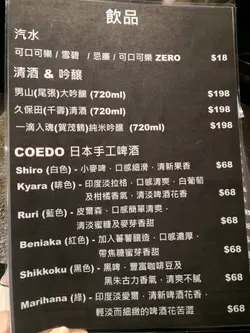 飲品
汽水
可口可樂 / 雪碧 / 忌廉 / 可口可樂 ZERO $18
清酒 & 吟釀
男山(尾張)大吟釀 (720ml) $198
久保田(千壽)清酒 (720ml) $198
一滴入魂(賀茂鶴)純米吟釀 (720ml) $198
COEDO 日本手工啤酒
Shiro (白色) - 小麥啤，口感細滑，清新果香 $68
Kyara (啡色) - 印度淡拉格，口感清爽，白葡萄
及柑橘香氣，清淡啤酒花香 $68
Ruri (藍色) - 皮爾森，口感簡單清爽，
清淡蜜糖及麥芽香甜 $68
Beniaka (紅色) - 加入蕃薯釀造，口感濃厚，
帶焦糖蜜芳香甜 $68
Shikkoku (黑色) - 黑啤，豐富咖啡豆及
黑朱古力香氣，清爽不膩 $68
Marihana (綠) - 印度淡愛爾，清新啤酒花香，
輕淡而細緻的啤酒花苦澀 $68